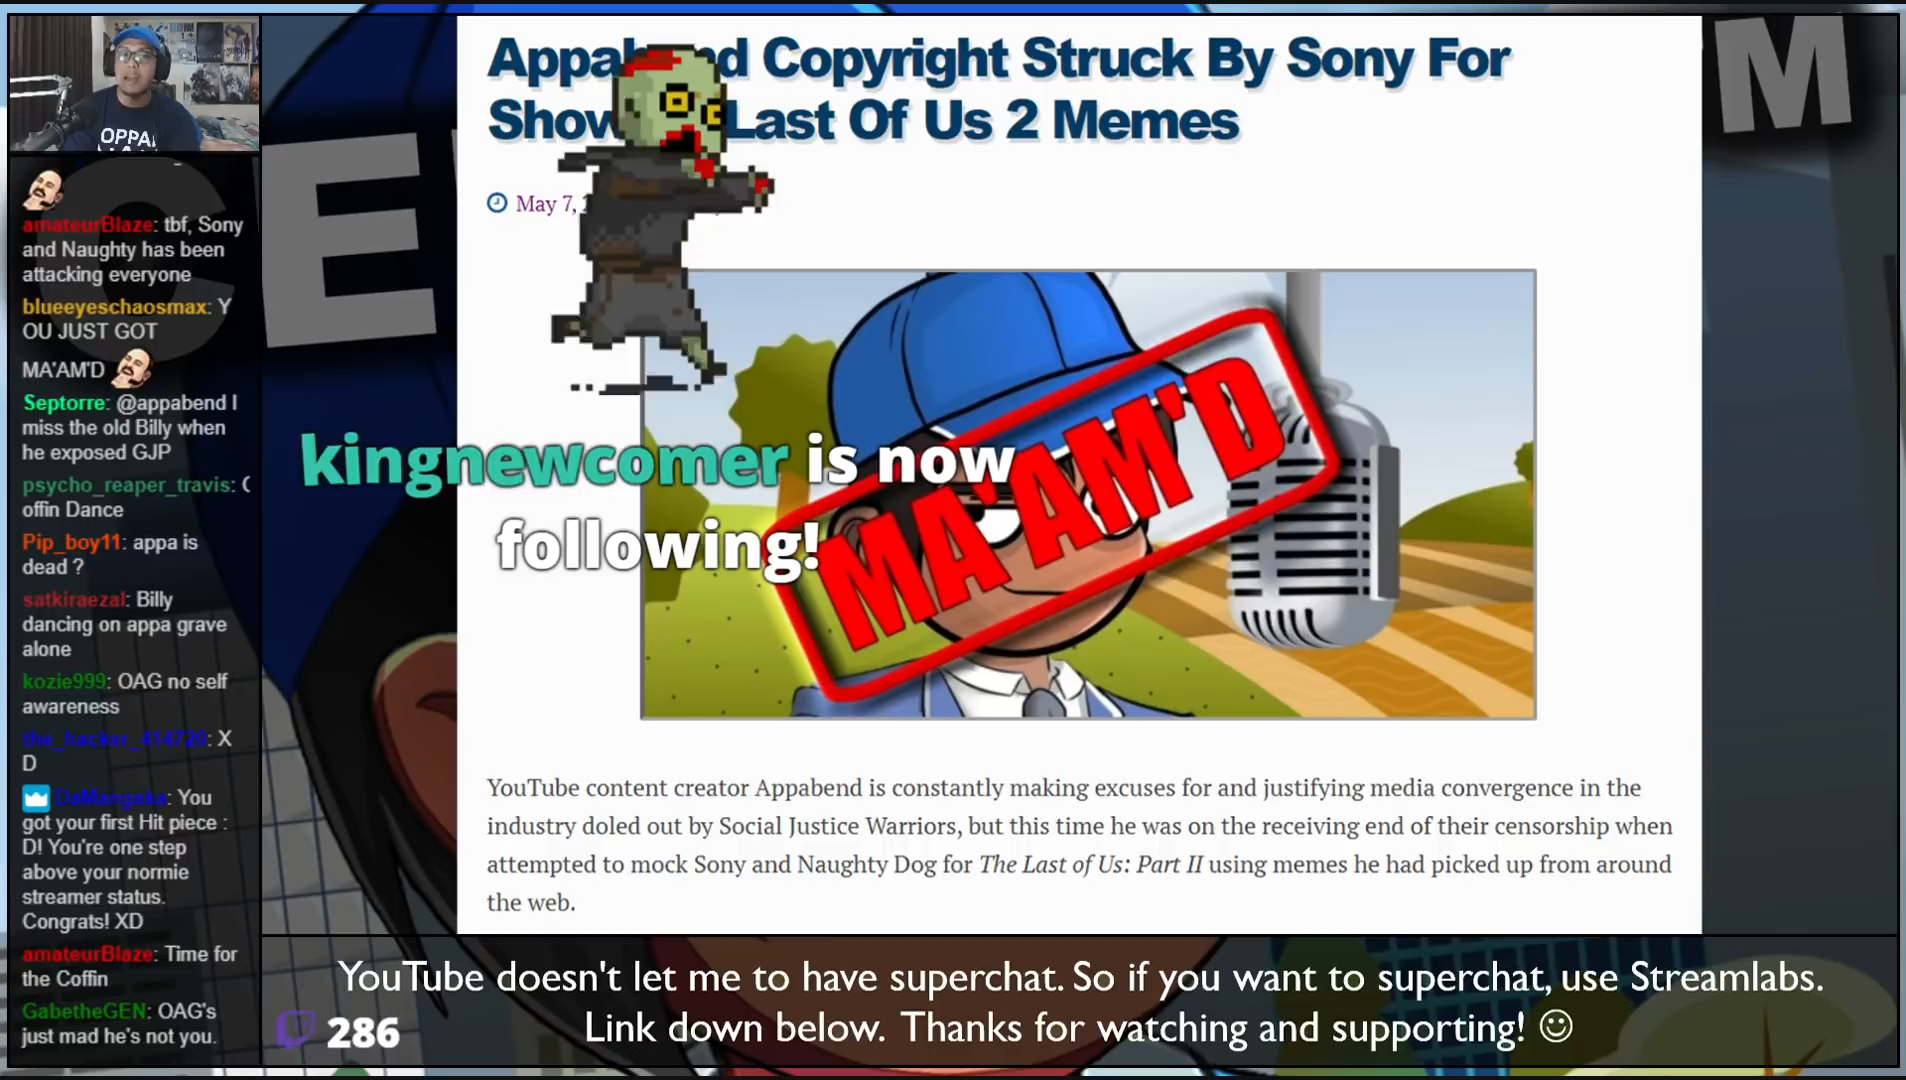 OPPAI
amateurBlaze: tbf, Sony
and Naughty has been
attacking everyone
blueeyeschaosmax: Y
OU JUST GOT
MA'AM'D
Septorre: @appabend I
miss the old Billy when
he exposed GJP
psycho_reaper_travis: C
offin Dance
Pip_boy11: appa is
dead ?
satkiraezal: Billy
dancing on appa grave
alone
kozie999: OAG no self
awareness
the_hacker_414720: X
D
DaMangaka: You
got your first Hit piece :
D! You're one step
above your normie
streamer status.
Congrats! XD
amateurBlaze: Time for
the Coffin
GabetheGEN: OAG's
just mad he's not you.
CE
M
Appabend Copyright Struck By Sony For
Last Of Us 2 Memes
May 7,
MA'AM'D
kingnewcomer is now
following!
YouTube content creator Appabend is constantly making excuses for and justifying media convergence in the
industry doled out by Social Justice Warriors, but this time he was on the receiving end of their censorship when
attempted to mock Sony and Naughty Dog for The Last of Us: Part II using memes he had picked up from around
the web.
YouTube doesn't let me to have superchat. So if you want to superchat, use Streamlabs.
Link down below. Thanks for watching and supporting! ☺
286